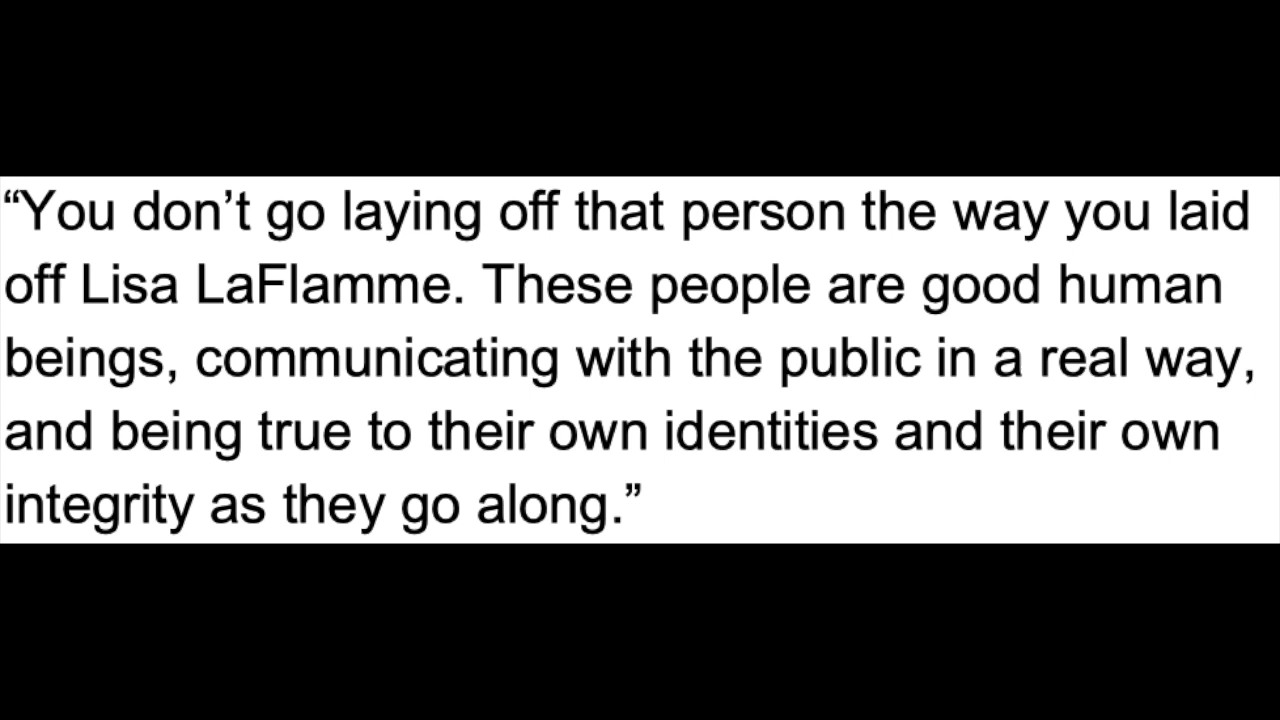 “You don’t go laying off that person the way you laid
off Lisa LaFlamme. These people are good human
beings, communicating with the public in a real way,
and being true to their own identities and their own
integrity as they go along.”